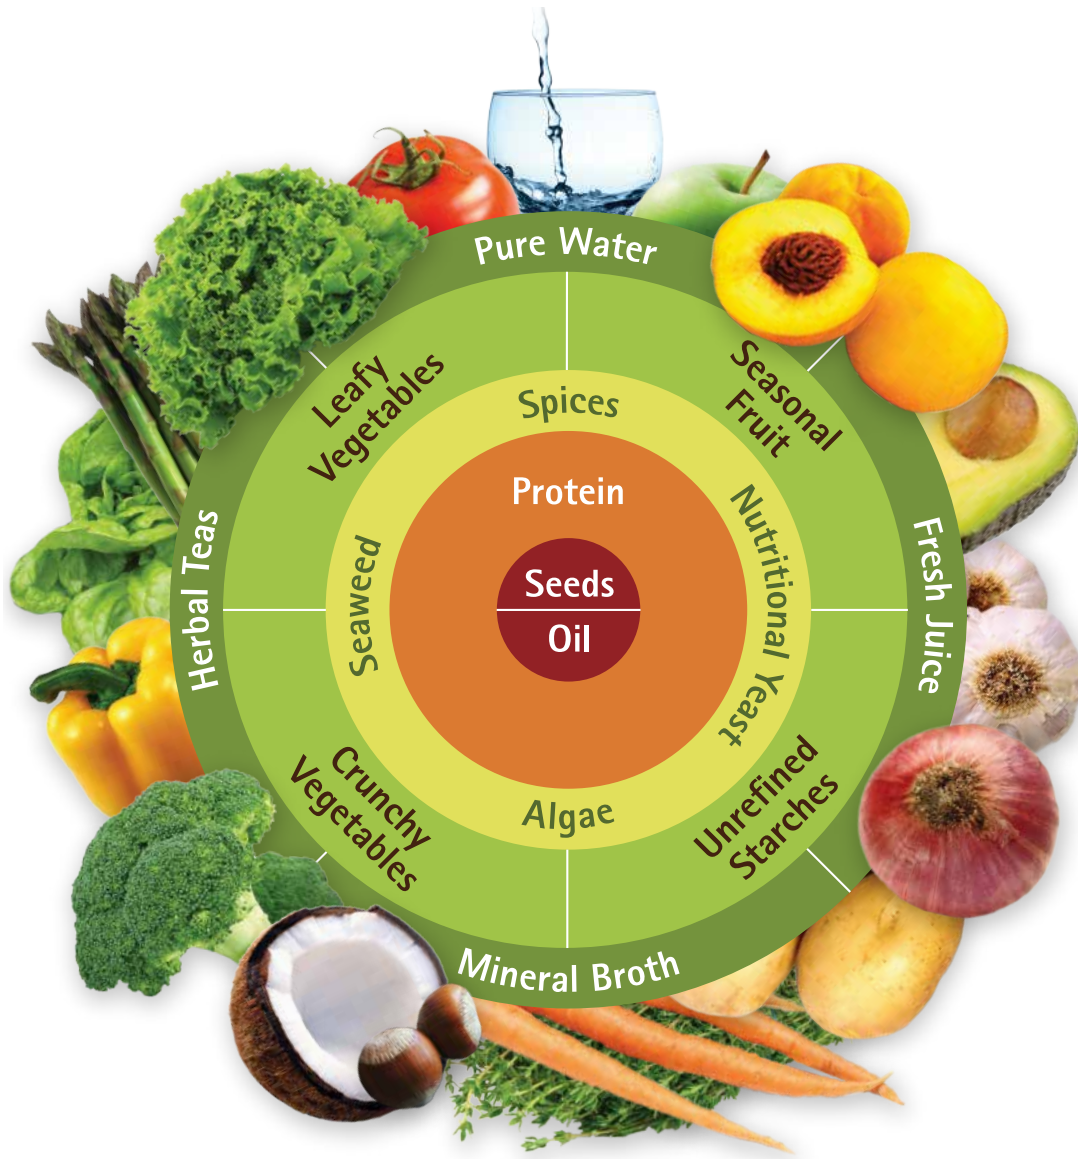 Pure Water
Leafy
Vegetables
Seasonal
Fruit
Spices
Protein
Seeds
Oil
Herbal Teas
Seaweed
Nutritional Yeast
Fresh Juice
Crunchy
Vegetables
Unrefined
Starches
Algae
Mineral Broth